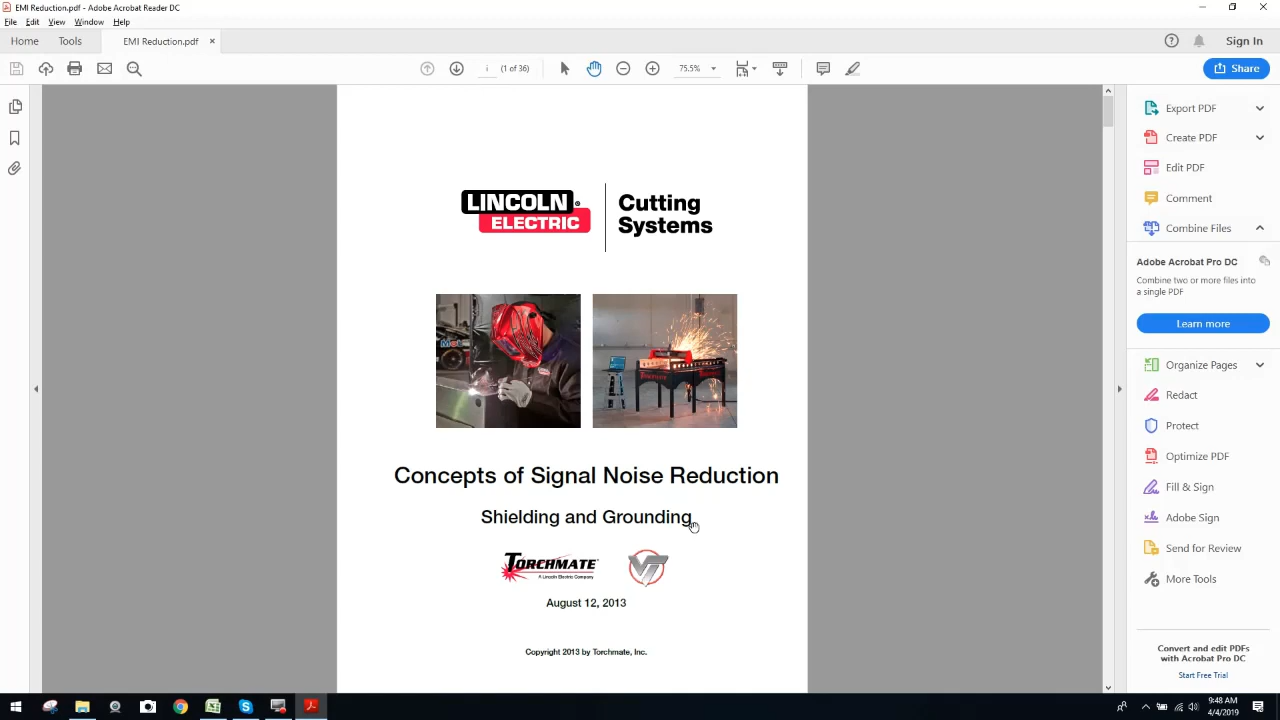 EMI Reduction.pdf - Adobe Acrobat Reader DC
File Edit View Window Help
Home Tools EMI Reduction.pdf × Sign In
i (1 of 36) 75.5% Share
LINCOLN®
ELECTRIC
Cutting
Systems
Concepts of Signal Noise Reduction
Shielding and Grounding
TORCHMATE
A Lincoln Electric Company
VT
August 12, 2013
Copyright 2013 by Torchmate, Inc.
Export PDF
Create PDF
Edit PDF
Comment
Combine Files
Adobe Acrobat Pro DC
Combine two or more files into
a single PDF
Learn more
Organize Pages
Redact
Protect
Optimize PDF
Fill & Sign
Adobe Sign
Send for Review
More Tools
Convert and edit PDFs
with Acrobat Pro DC
Start Free Trial
9:48 AM
4/4/2019